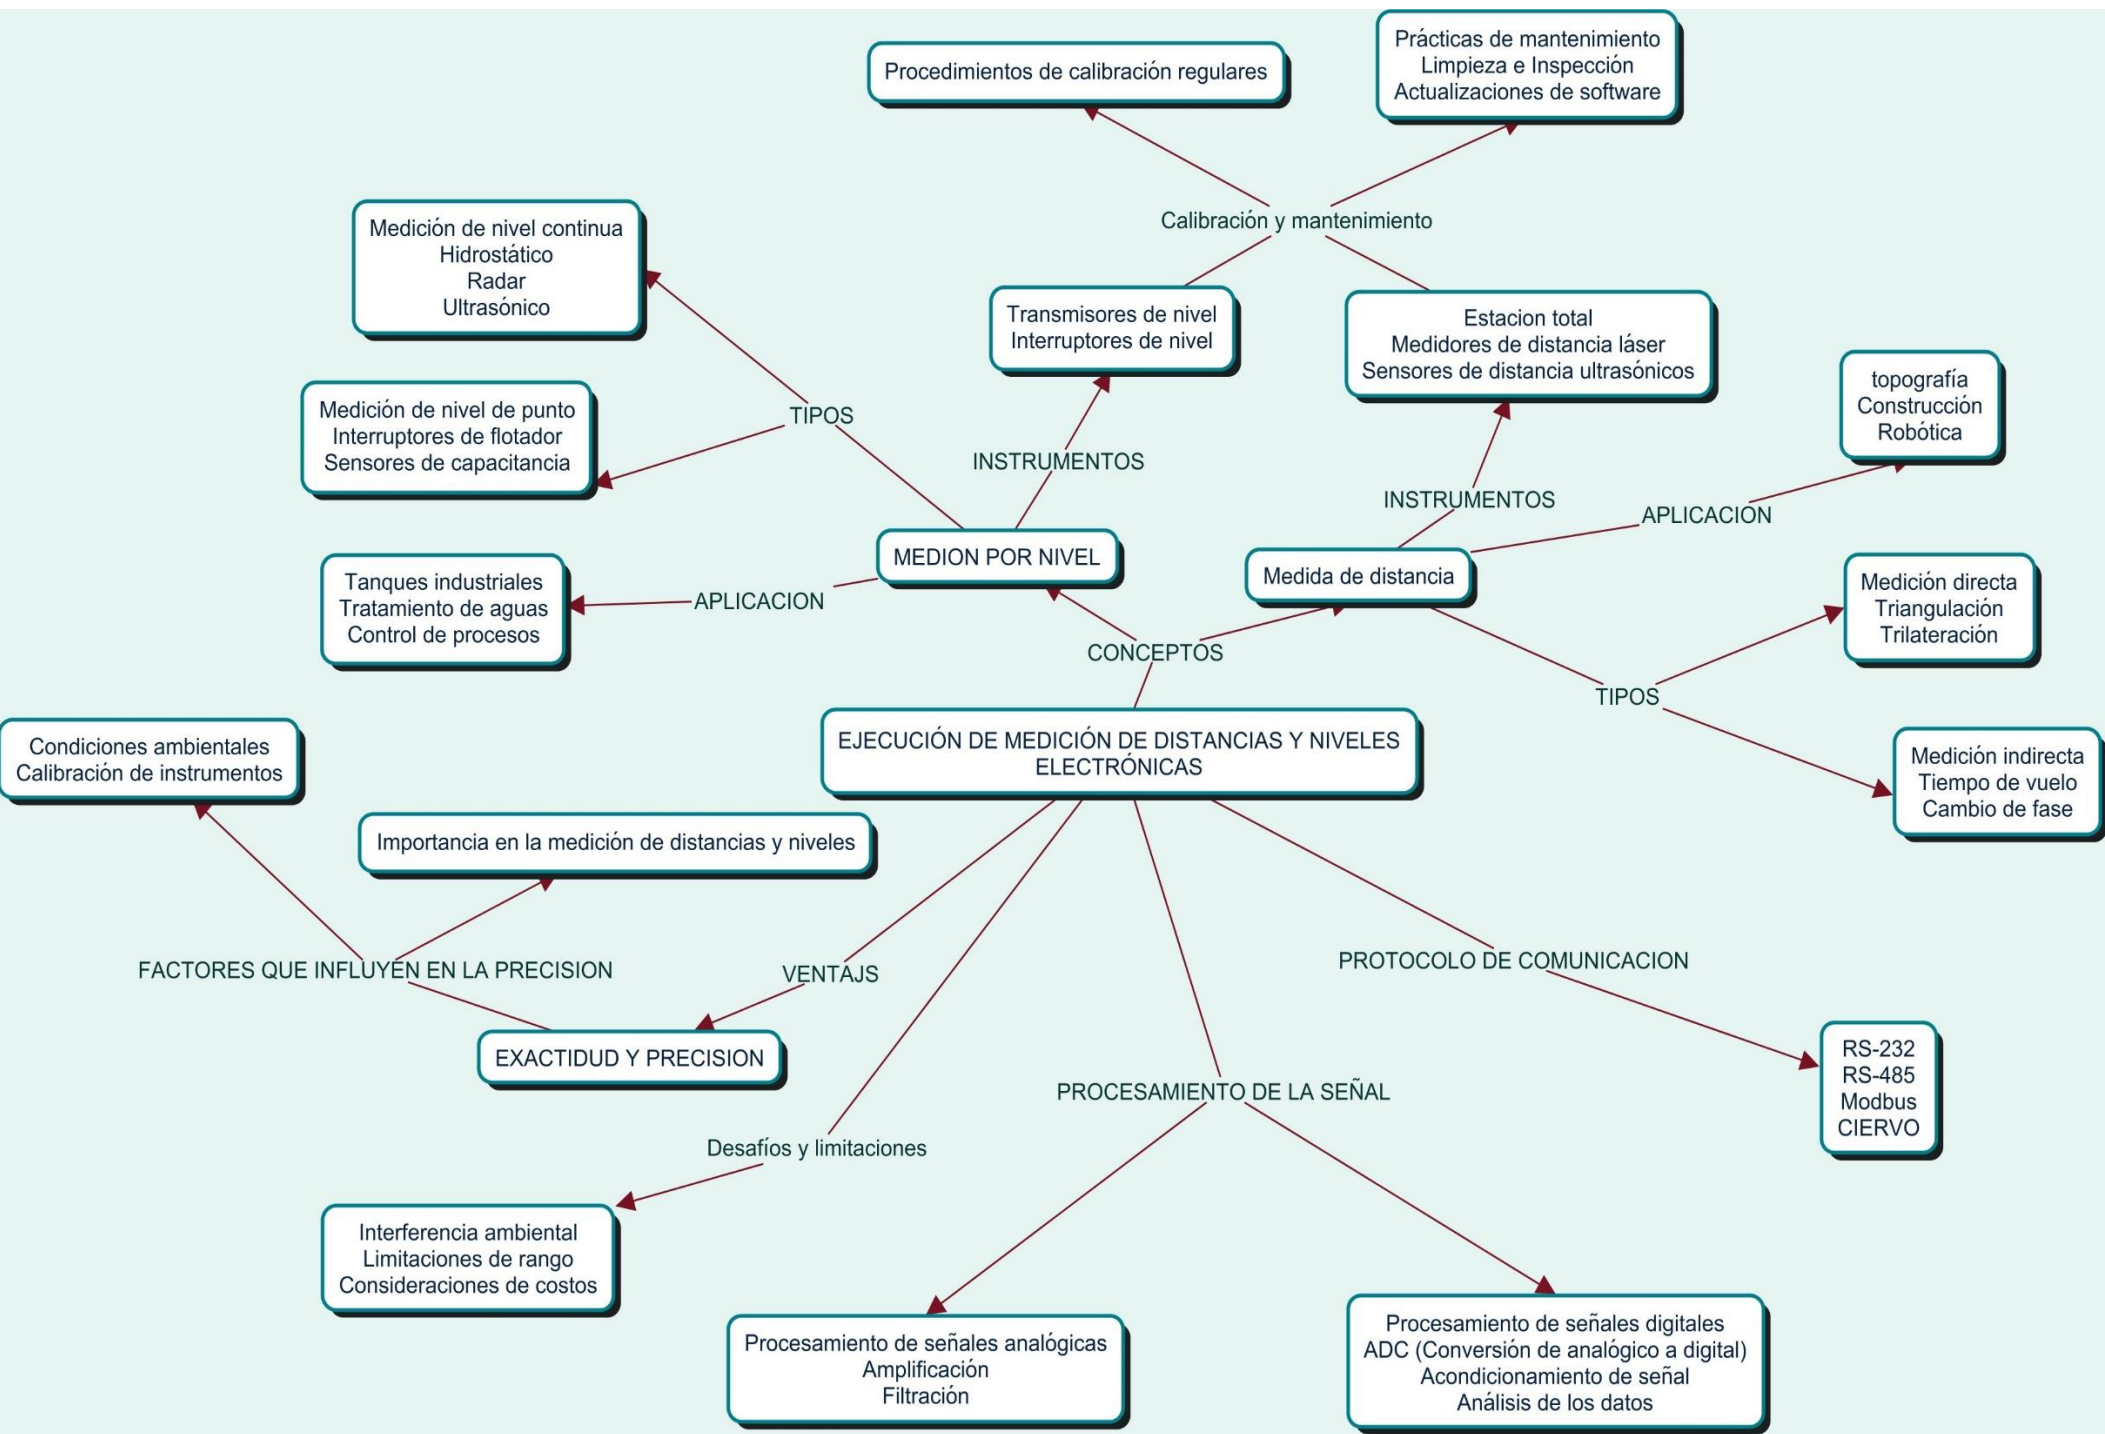 Prácticas de mantenimiento
Limpieza e Inspección
Actualizaciones de software
Procedimientos de calibración regulares
Calibración y mantenimiento
Medición de nivel continua
Hidrostático
Radar
Ultrasónico
Transmisores de nivel
Interruptores de nivel
Estacion total
Medidores de distancia láser
Sensores de distancia ultrasónicos
topografía
Construcción
Robótica
Medición de nivel de punto
Interruptores de flotador
Sensores de capacitancia
TIPOS
INSTRUMENTOS
INSTRUMENTOS
APLICACION
MEDION POR NIVEL
Medida de distancia
Tanques industriales
Tratamiento de aguas
Control de procesos
APLICACION
Medición directa
Triangulación
Trilateración
CONCEPTOS
TIPOS
EJECUCIÓN DE MEDICIÓN DE DISTANCIAS Y NIVELES
ELECTRÓNICAS
Condiciones ambientales
Calibración de instrumentos
Medición indirecta
Tiempo de vuelo
Cambio de fase
Importancia en la medición de distancias y niveles
FACTORES QUE INFLUYEN EN LA PRECISION
VENTAJS
PROTOCOLO DE COMUNICACION
EXACTIDUD Y PRECISION
RS-232
RS-485
Modbus
CIERVO
PROCESAMIENTO DE LA SEÑAL
Desafíos y limitaciones
Interferencia ambiental
Limitaciones de rango
Consideraciones de costos
Procesamiento de señales analógicas
Amplificación
Filtración
Procesamiento de señales digitales
ADC (Conversión de analógico a digital)
Acondicionamiento de señal
Análisis de los datos